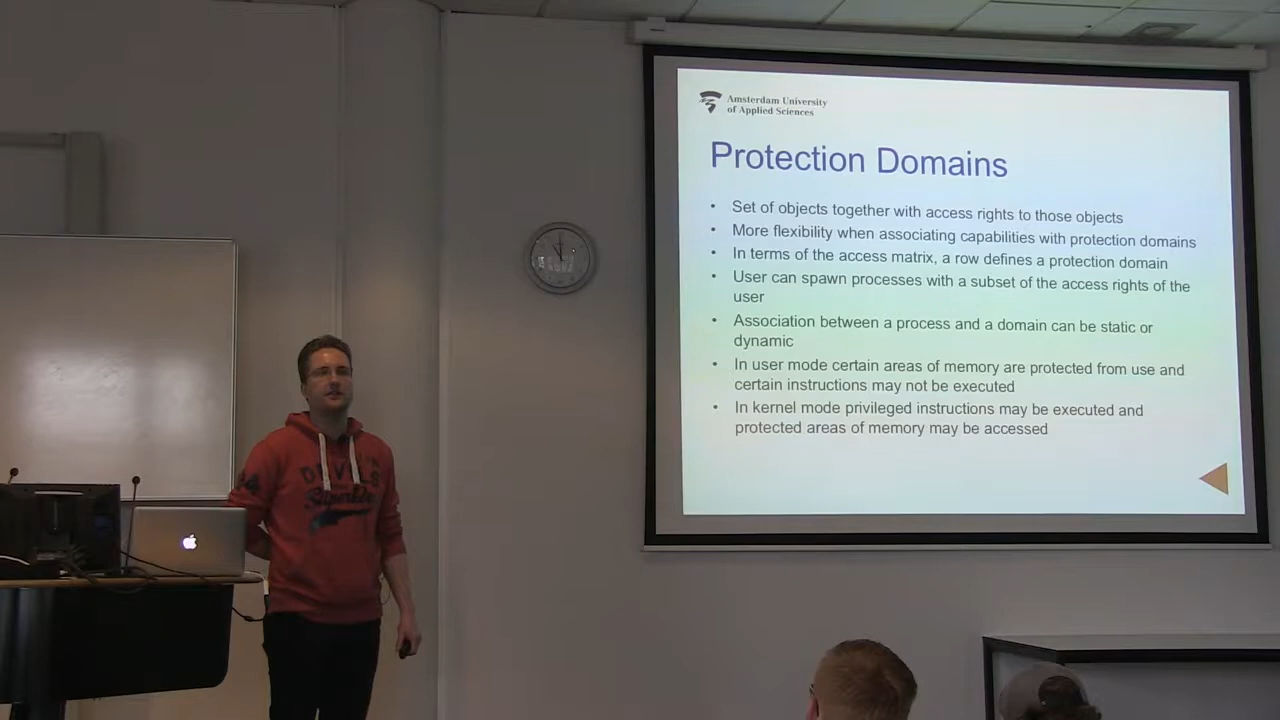 Amsterdam University
of Applied Sciences
Protection Domains
• Set of objects together with access rights to those objects
• More flexibility when associating capabilities with protection domains
• In terms of the access matrix, a row defines a protection domain
• User can spawn processes with a subset of the access rights of the
user
• Association between a process and a domain can be static or
dynamic
• In user mode certain areas of memory are protected from use and
certain instructions may not be executed
• In kernel mode privileged instructions may be executed and
protected areas of memory may be accessed